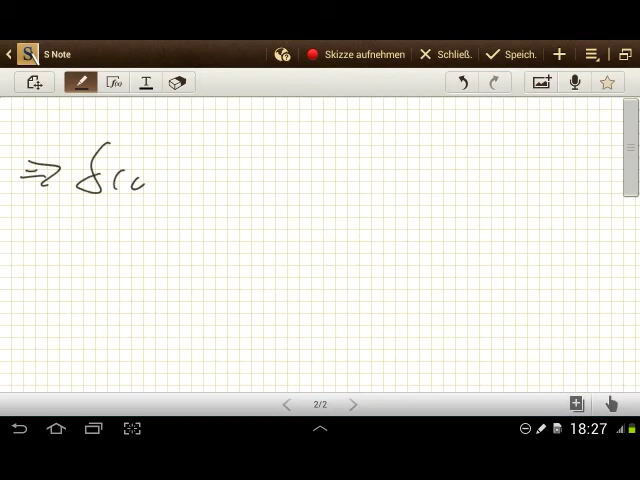 S Note
Skizze aufnehmen
Schließ.
Speich.
f(x)
T
⇒ f(
2/2
18:27